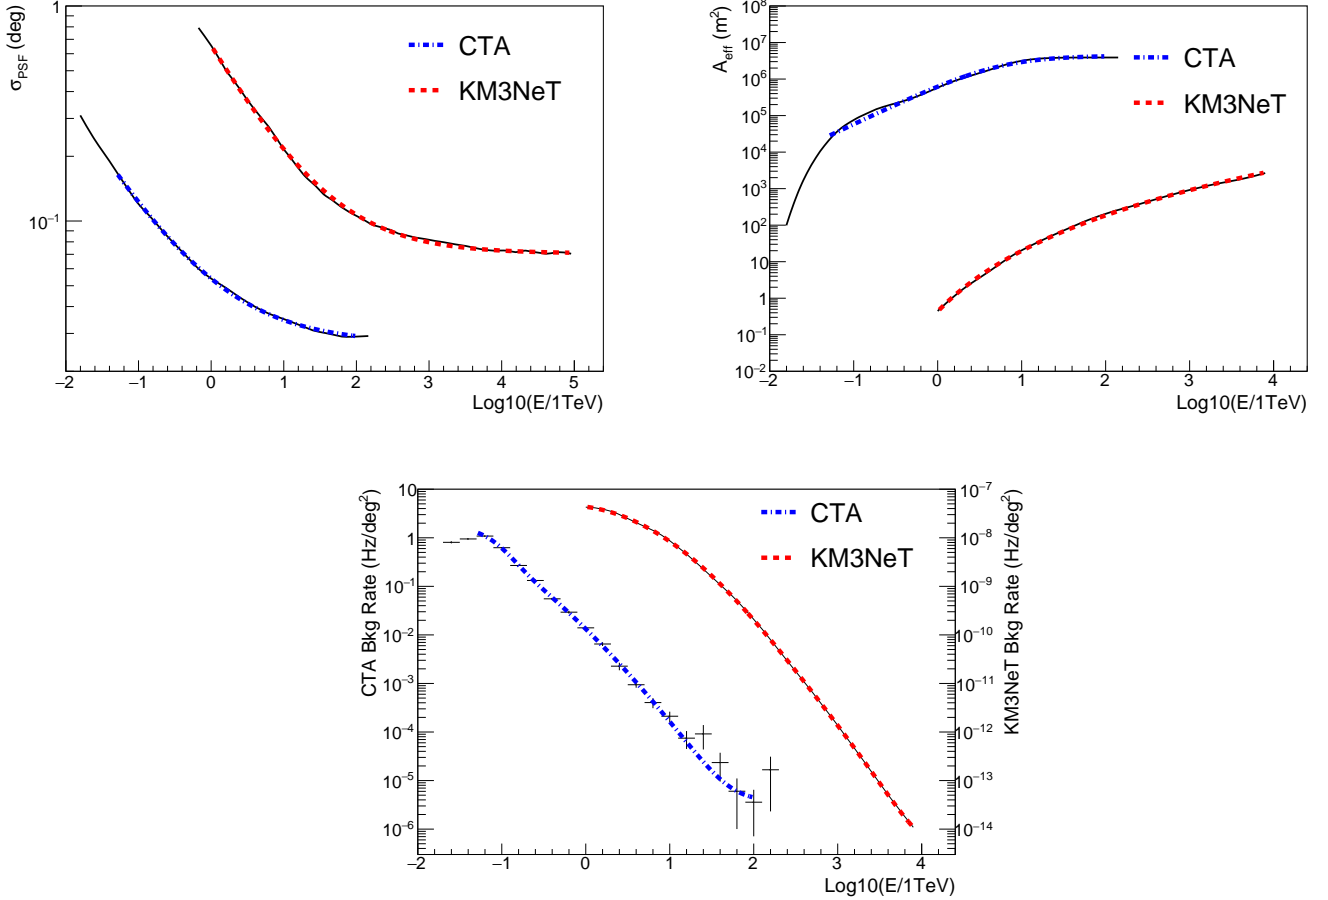 σ_PSF (deg)
1
10⁻¹
CTA
KM3NeT
−2 −1 0 1 2 3 4 5
Log10(E/1TeV)
A_eff (m²)
10⁸
10⁷
10⁶
10⁵
10⁴
10³
10²
10
1
10⁻¹
10⁻²
CTA
KM3NeT
−2 −1 0 1 2 3 4
Log10(E/1TeV)
CTA Bkg Rate (Hz/deg²)
10
1
10⁻¹
10⁻²
10⁻³
10⁻⁴
10⁻⁵
10⁻⁶
CTA
KM3NeT
10⁻⁷
10⁻⁸
10⁻⁹
10⁻¹⁰
10⁻¹¹
10⁻¹²
10⁻¹³
10⁻¹⁴
KM3NeT Bkg Rate (Hz/deg²)
−2 −1 0 1 2 3 4
Log10(E/1TeV)